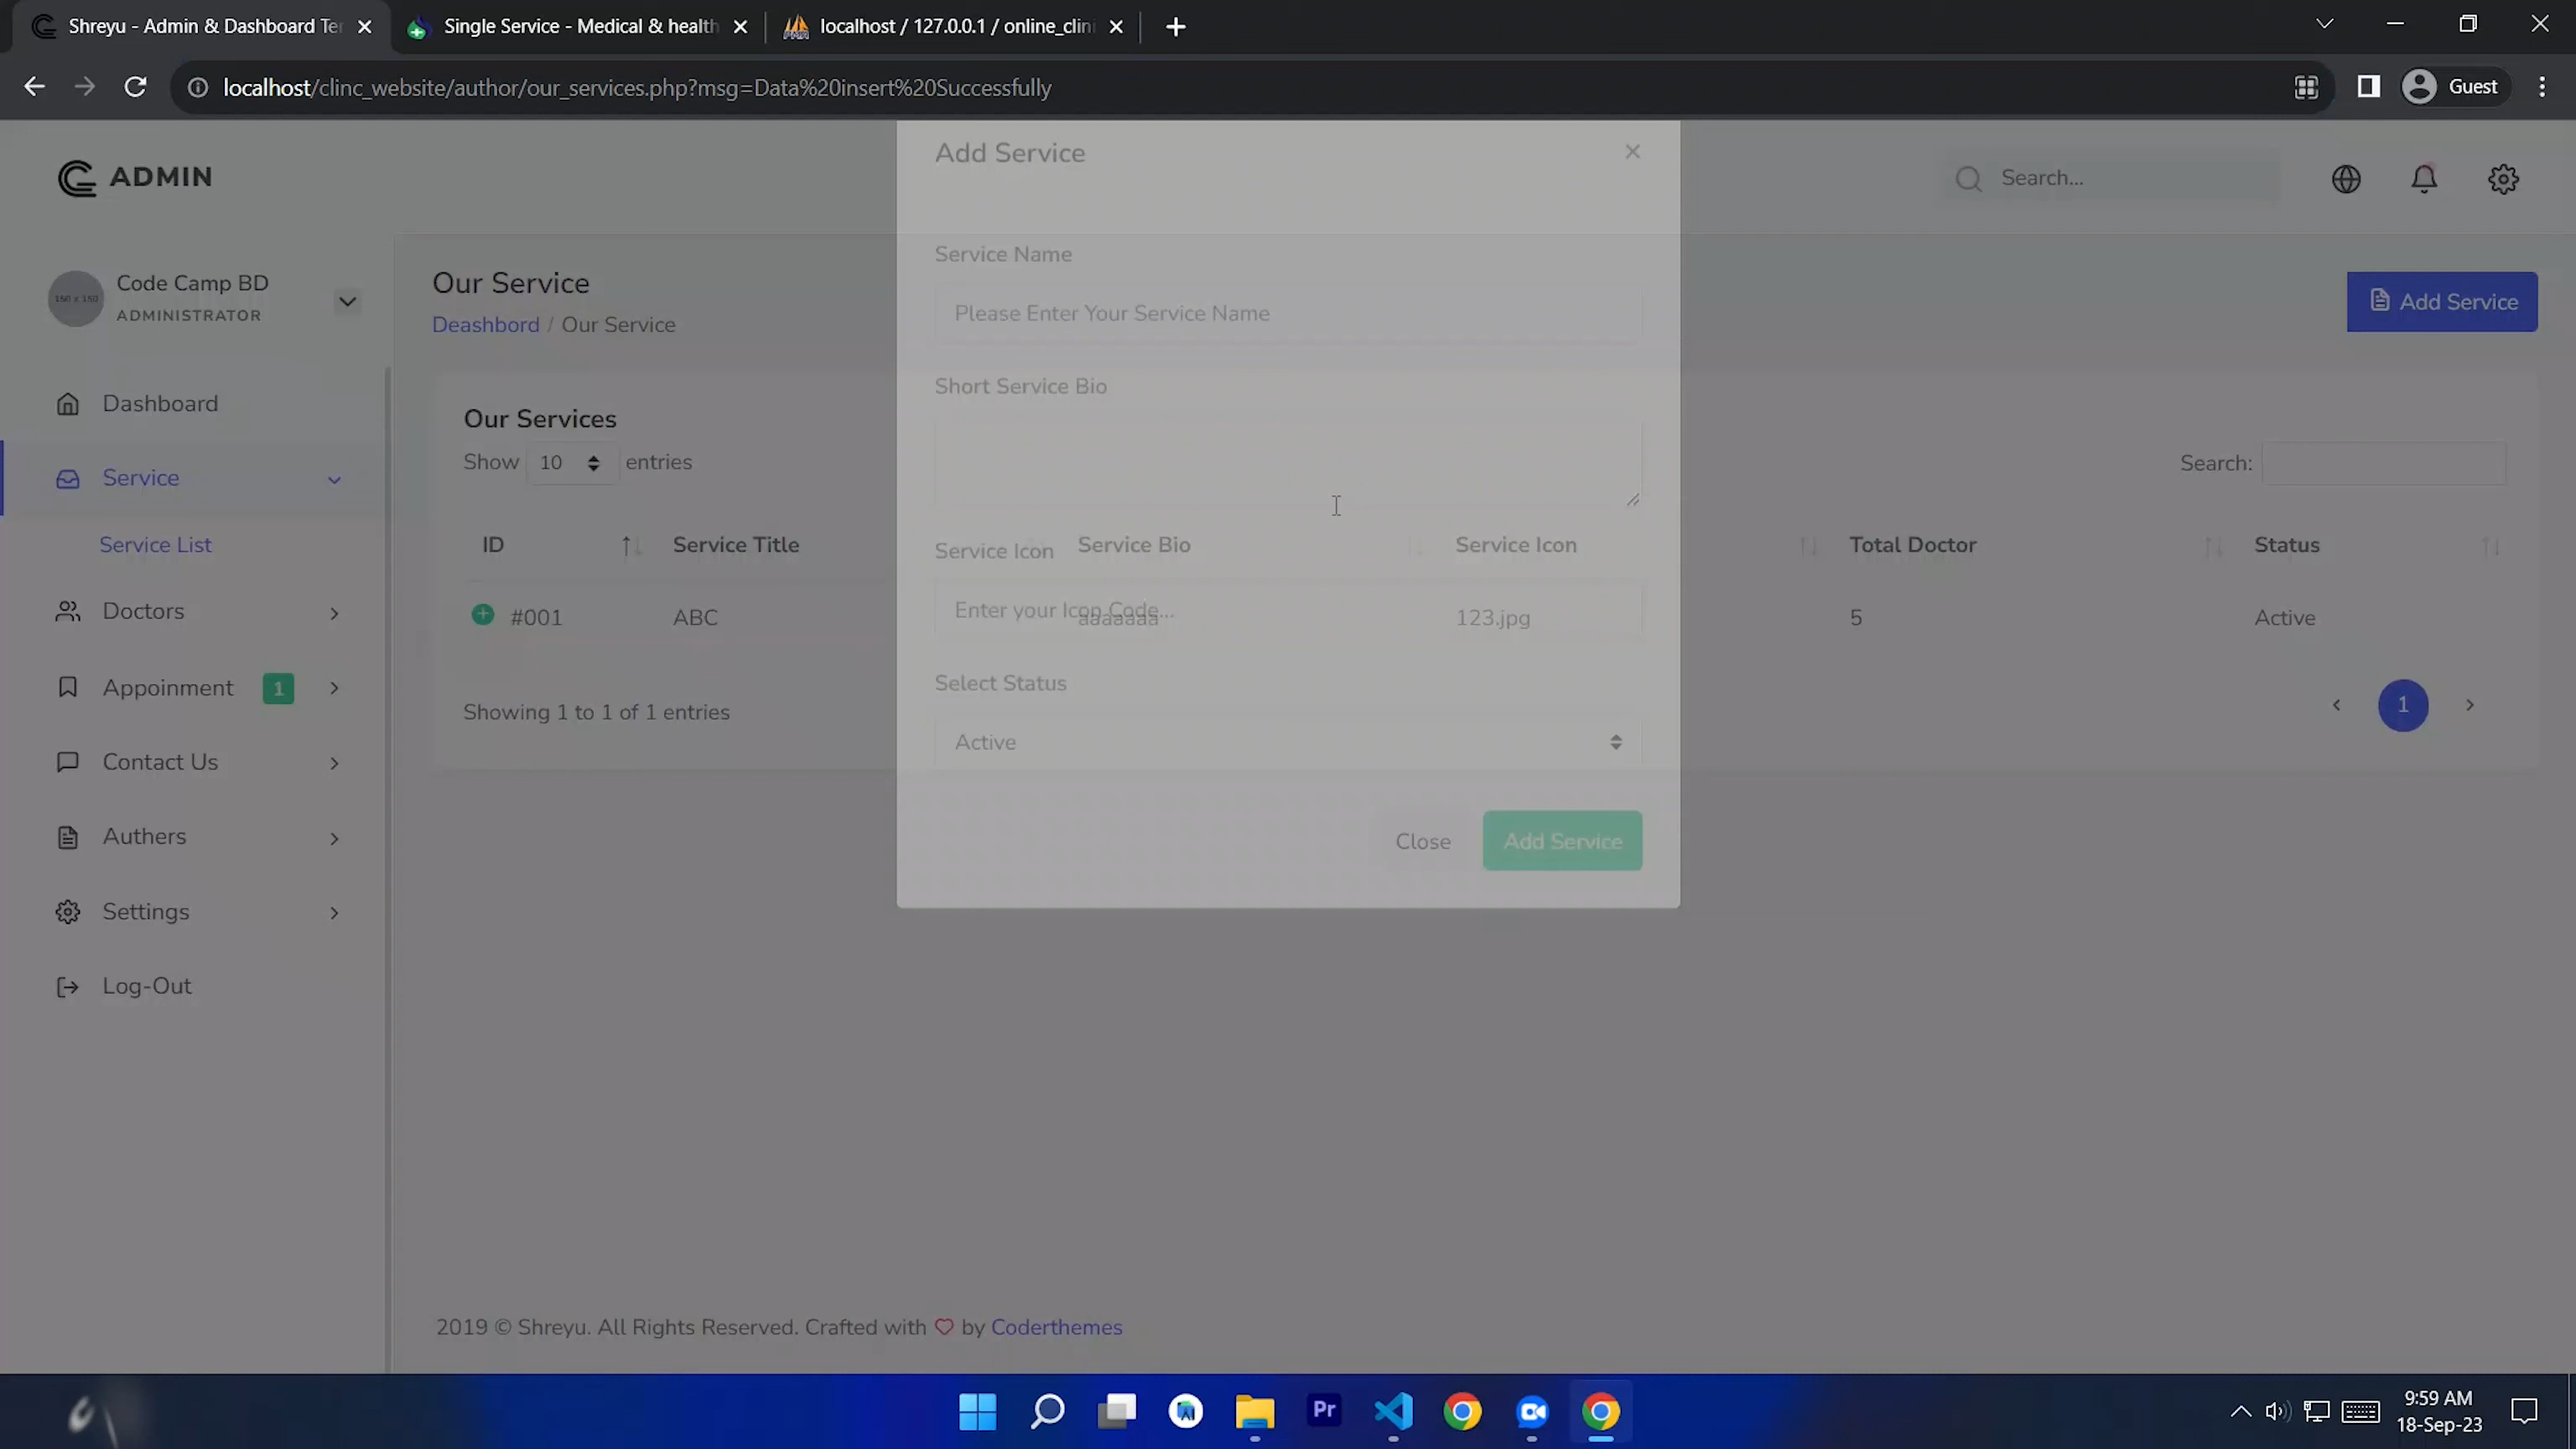 Shreyu - Admin & Dashboard Te
Single Service - Medical & health
localhost / 127.0.0.1 / online_clin
localhost/clinc_website/author/our_services.php?msg=Data%20insert%20Successfully
Guest
ADMIN
Search...
Code Camp BD
ADMINISTRATOR
Dashboard
Service
Service List
Doctors
Appoinment 1
Contact Us
Authers
Settings
Log-Out
Our Service
Deashbord / Our Service
Add Service
Our Services
Show 10 entries
Search:
ID Service Title Service Bio Service Icon Total Doctor Status
#001 ABC aaaaaaa 123.jpg 5 Active
Showing 1 to 1 of 1 entries
1
Add Service
Service Name
Please Enter Your Service Name
Short Service Bio
Service Icon
Enter your Icon Code...
Select Status
Active
Close
Add Service
2019 © Shreyu. All Rights Reserved. Crafted with by Coderthemes
Pr
9:59 AM
18-Sep-23